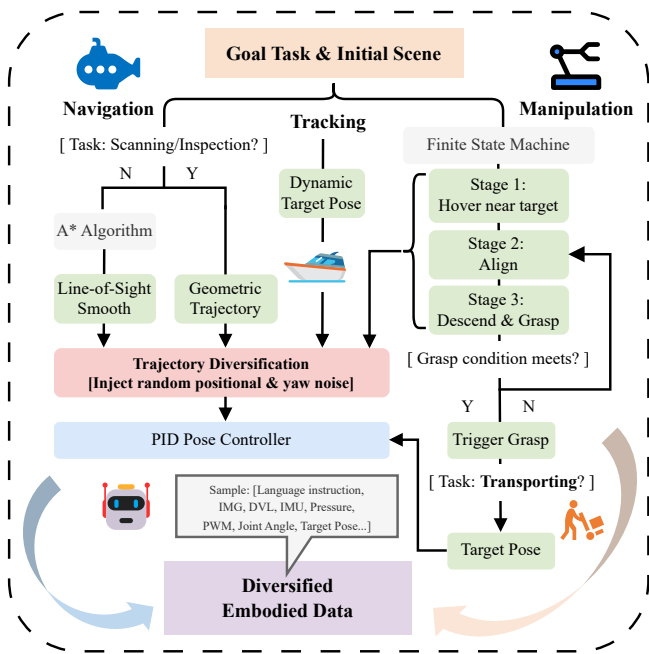 Goal Task & Initial Scene
Navigation
Tracking
Manipulation
[ Task: Scanning/Inspection? ]
N
Y
A* Algorithm
Line-of-Sight
Smooth
Geometric
Trajectory
Dynamic
Target Pose
Finite State Machine
Stage 1:
Hover near target
Stage 2:
Align
Stage 3:
Descend & Grasp
[ Grasp condition meets? ]
Y
N
Trajectory Diversification
[Inject random positional & yaw noise]
PID Pose Controller
Trigger Grasp
[ Task: Transporting? ]
Target Pose
Sample: [Language instruction,
IMG, DVL, IMU, Pressure,
PWM, Joint Angle, Target Pose...]
Diversified
Embodied Data